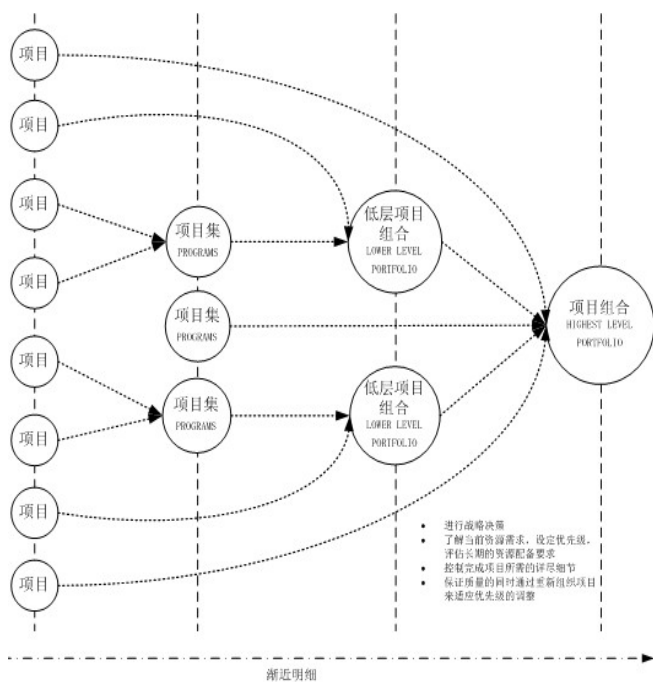 项目
项目
项目
项目
项目
项目
项目
项目
项目集
PROGRAMS
项目集
PROGRAMS
项目集
PROGRAMS
低层项目
组合
LOWER LEVEL
PORTFOLIO
低层项目
组合
LOWER LEVEL
PORTFOLIO
项目组合
HIGHEST LEVEL
PORTFOLIO
• 进行战略决策
• 了解当前资源需求，设定优先级，
评估长期的资源配备要求
• 控制完成项目所需的详尽细节
• 保证质量的同时通过重新组织项目
来适应优先级的调整
渐近明细